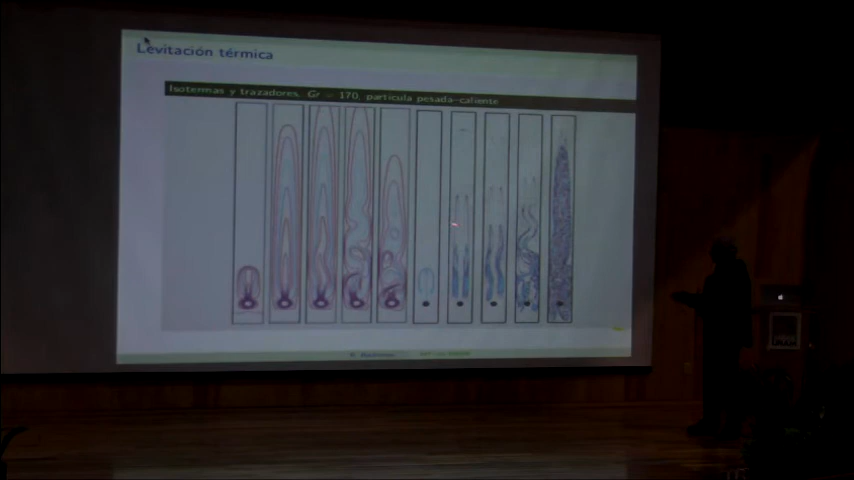 Levitación térmica
Isotermas y trazadores, Gr = 170, partícula pesada-caliente